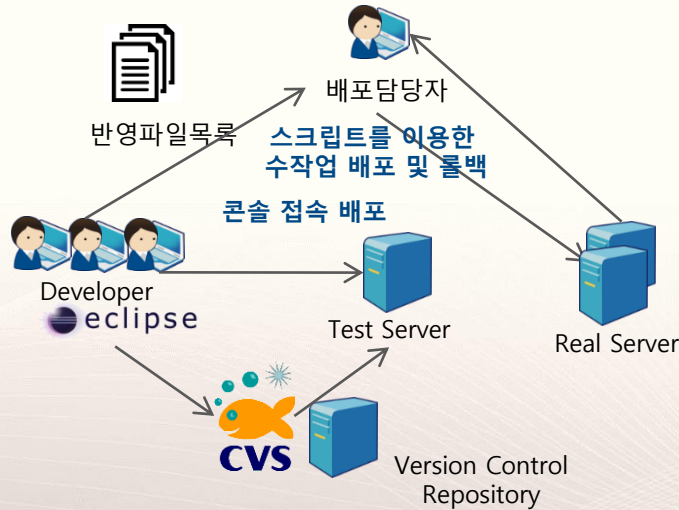 배포담당자
반영파일목록
스크립트를 이용한
수작업 배포 및 롤백
콘솔 접속 배포
Developer
eclipse
Test Server
Real Server
CVS
Version Control
Repository